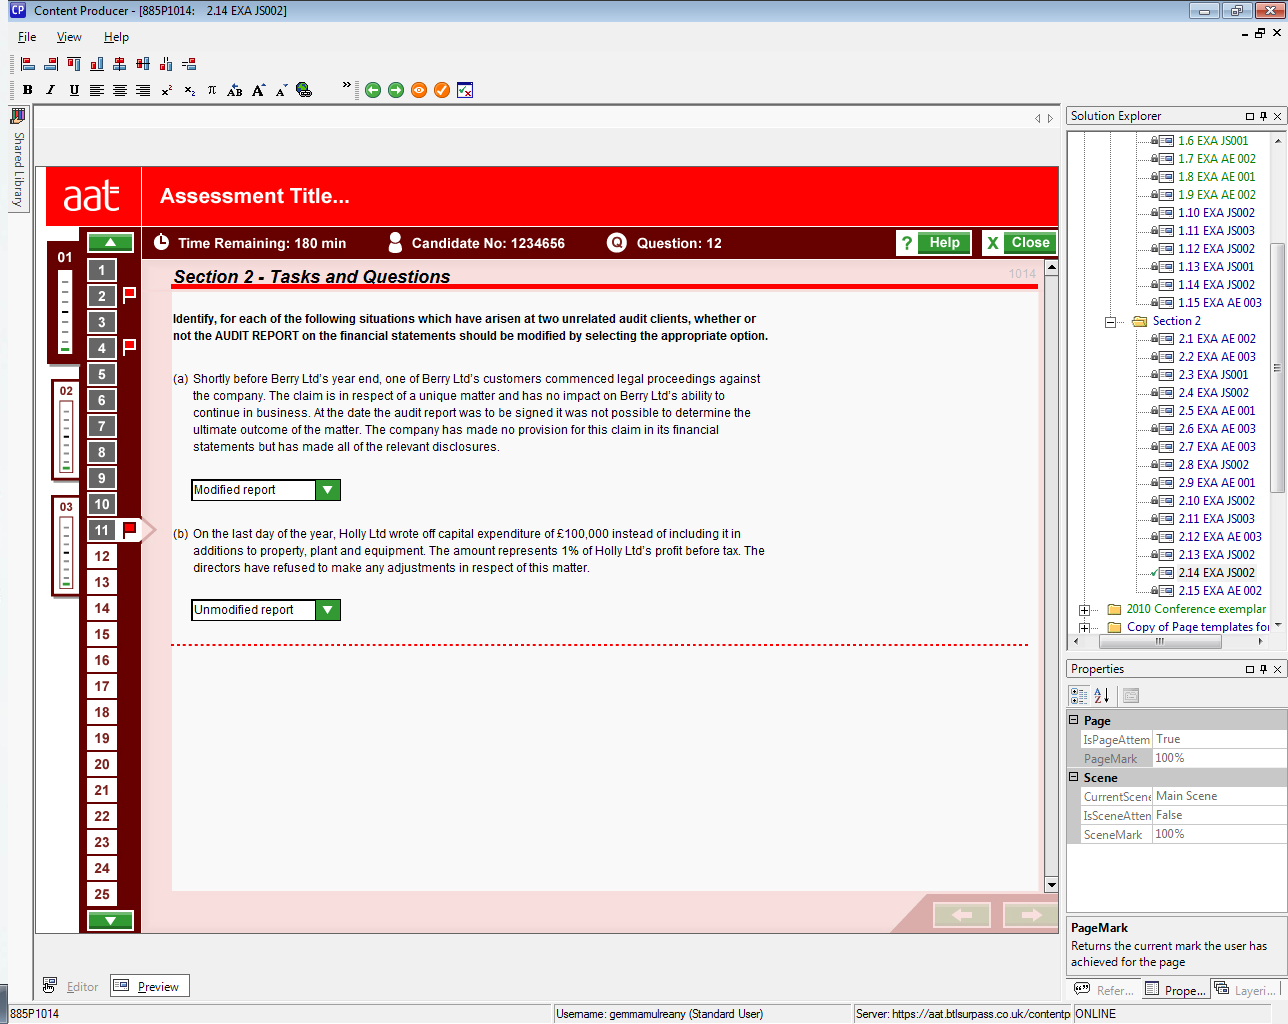 Content Producer - [885P1014: 2.14 EXA JS002]
File View Help
B I U x² x₂ π AB A A »
Shared Library
aat
Assessment Title...
Time Remaining: 180 min Candidate No: 1234656 Question: 12 ? Help X Close
01
02
03
1
2
3
4
5
6
7
8
9
10
11
12
13
14
15
16
17
18
19
20
21
22
23
24
25
Section 2 - Tasks and Questions 1014
Identify, for each of the following situations which have arisen at two unrelated audit clients, whether or
not the AUDIT REPORT on the financial statements should be modified by selecting the appropriate option.
(a) Shortly before Berry Ltd's year end, one of Berry Ltd's customers commenced legal proceedings against
the company. The claim is in respect of a unique matter and has no impact on Berry Ltd's ability to
continue in business. At the date the audit report was to be signed it was not possible to determine the
ultimate outcome of the matter. The company has made no provision for this claim in its financial
statements but has made all of the relevant disclosures.
Modified report
(b) On the last day of the year, Holly Ltd wrote off capital expenditure of £100,000 instead of including it in
additions to property, plant and equipment. The amount represents 1% of Holly Ltd's profit before tax. The
directors have refused to make any adjustments in respect of this matter.
Unmodified report
Editor Preview
Solution Explorer
1.6 EXA JS001
1.7 EXA AE 002
1.8 EXA AE 001
1.9 EXA AE 002
1.10 EXA JS002
1.11 EXA JS003
1.12 EXA JS002
1.13 EXA JS001
1.14 EXA JS002
1.15 EXA AE 003
Section 2
2.1 EXA AE 002
2.2 EXA AE 003
2.3 EXA JS001
2.4 EXA JS002
2.5 EXA AE 001
2.6 EXA AE 003
2.7 EXA AE 003
2.8 EXA JS002
2.9 EXA AE 001
2.10 EXA JS002
2.11 EXA JS003
2.12 EXA AE 003
2.13 EXA JS002
2.14 EXA JS002
2.15 EXA AE 002
2010 Conference exemplar
Copy of Page templates for
Properties
Page
IsPageAttem True
PageMark 100%
Scene
CurrentScene Main Scene
IsSceneAtten False
SceneMark 100%
PageMark
Returns the current mark the user has
achieved for the page
Refer... Prope... Layeri...
885P1014 Username: gemmamulreany (Standard User) Server: https://aat.btlsurpass.co.uk/contentp ONLINE